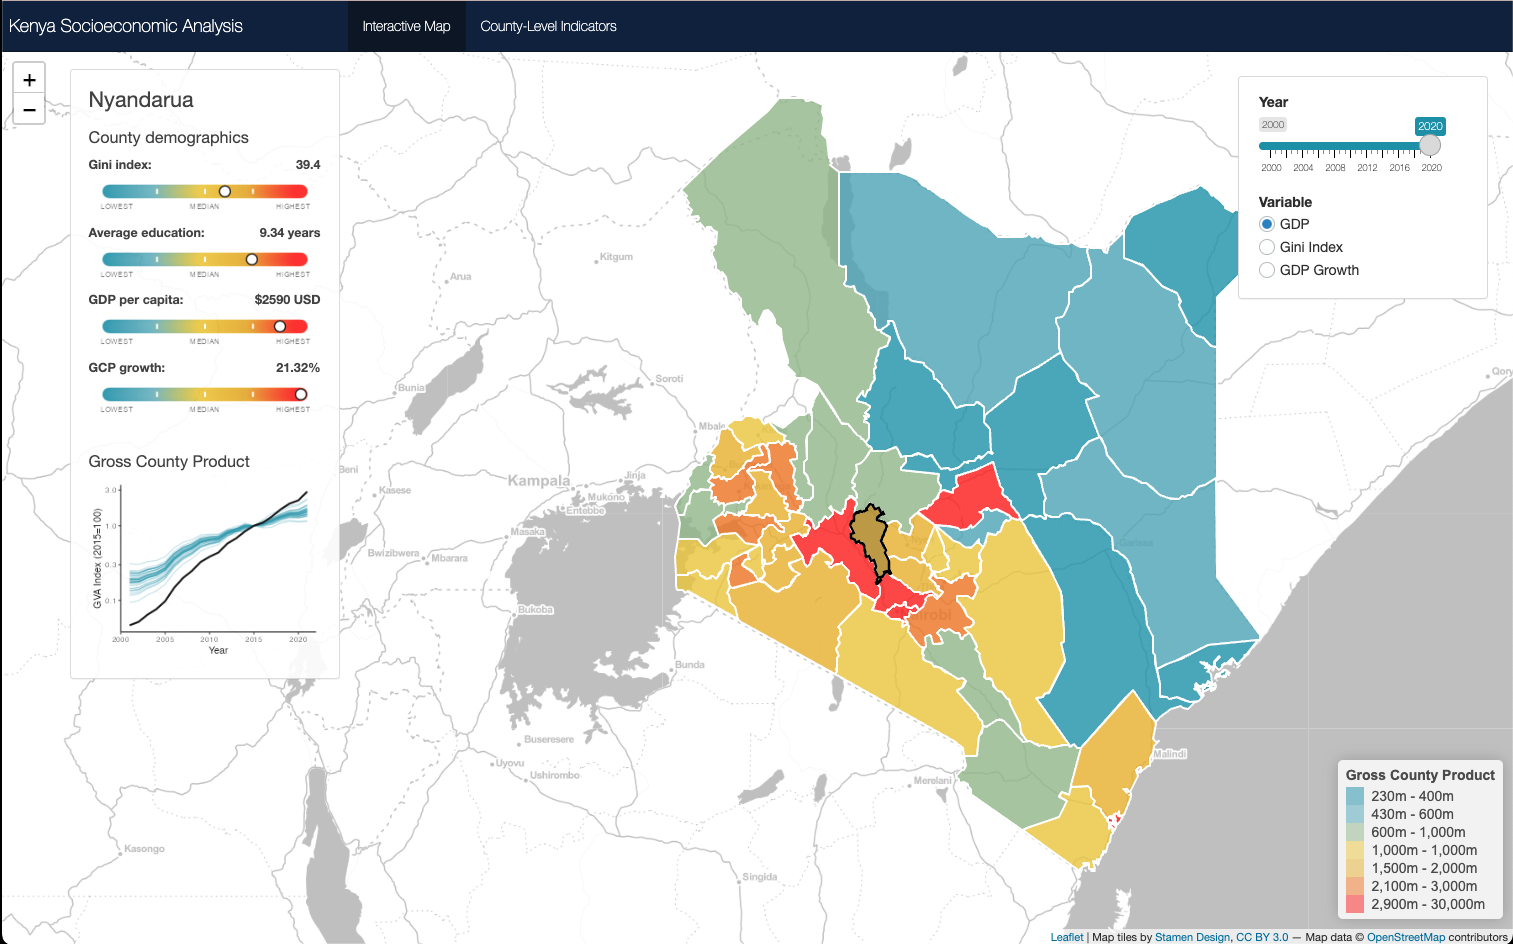 Kenya Socioeconomic Analysis
Interactive Map
County-Level Indicators
+
−
Nyandarua
County demographics
Gini index: 39.4
LOWEST MEDIAN HIGHEST
Average education: 9.34 years
LOWEST MEDIAN HIGHEST
GDP per capita: $2590 USD
LOWEST MEDIAN HIGHEST
GCP growth: 21.32%
LOWEST MEDIAN HIGHEST
Gross County Product
GVA Index (2015=100)
3.0
1.0
0.3
0.1
2000 2005 2010 2015 2020
Year
Year
2000
2020
2000 2004 2008 2012 2016 2020
Variable
GDP
Gini Index
GDP Growth
Kitgum
Arua
Soroti
Bunia
Mbale
Qory
Beni
Kampala
Jinja
Kasese
Mukono
Entebbe
Masaka
Bwizibwera
Mbarara
Garissa
Bukoba
airobi
Bunda
Buseresere
Uyovu
Ushirombo
Merelani
Malindi
Kasongo
Singida
Gross County Product
230m - 400m
430m - 600m
600m - 1,000m
1,000m - 1,000m
1,500m - 2,000m
2,100m - 3,000m
2,900m - 30,000m
Leaflet | Map tiles by Stamen Design, CC BY 3.0 — Map data © OpenStreetMap contributors